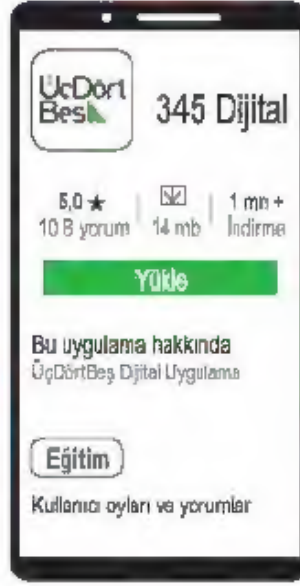 ÜçDört
Beş
345 Dijital
5,0 ★
10 B yorum
14 mb
1 mn +
İndirme
Yükle
Bu uygulama hakkında
ÜçDörtBeş Dijital Uygulama
Eğitim
Kullanıcı oyları ve yorumlar